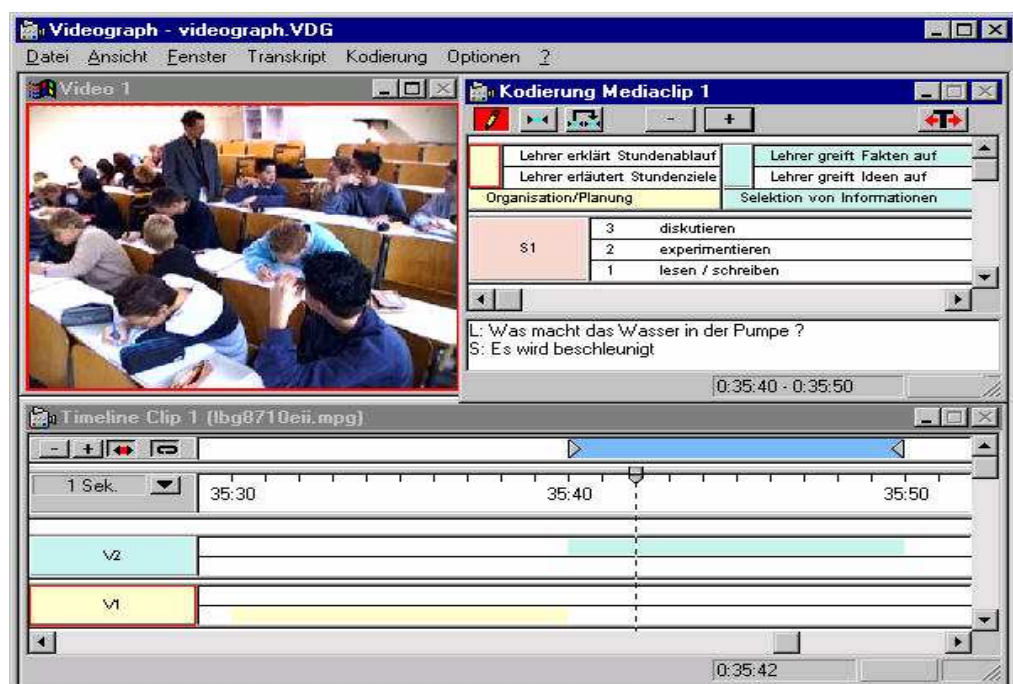 Videograph - videograph.VDG
Datei Ansicht Fenster Transkript Kodierung Optionen ?
Video 1
Kodierung Mediaclip 1
- +
T
Lehrer erklärt Stundenablauf Lehrer greift Fakten auf
Lehrer erläutert Stundenziele Lehrer greift Ideen auf
Organisation/Planung Selektion von Informationen
S1
3 diskutieren
2 experimentieren
1 lesen / schreiben
L: Was macht das Wasser in der Pumpe ?
S: Es wird beschleunigt
0:35:40 - 0:35:50
Timeline Clip 1 (lbg8710eii.mpg)
- +
1 Sek. 35:30 35:40 35:50
V2
V1
0:35:42